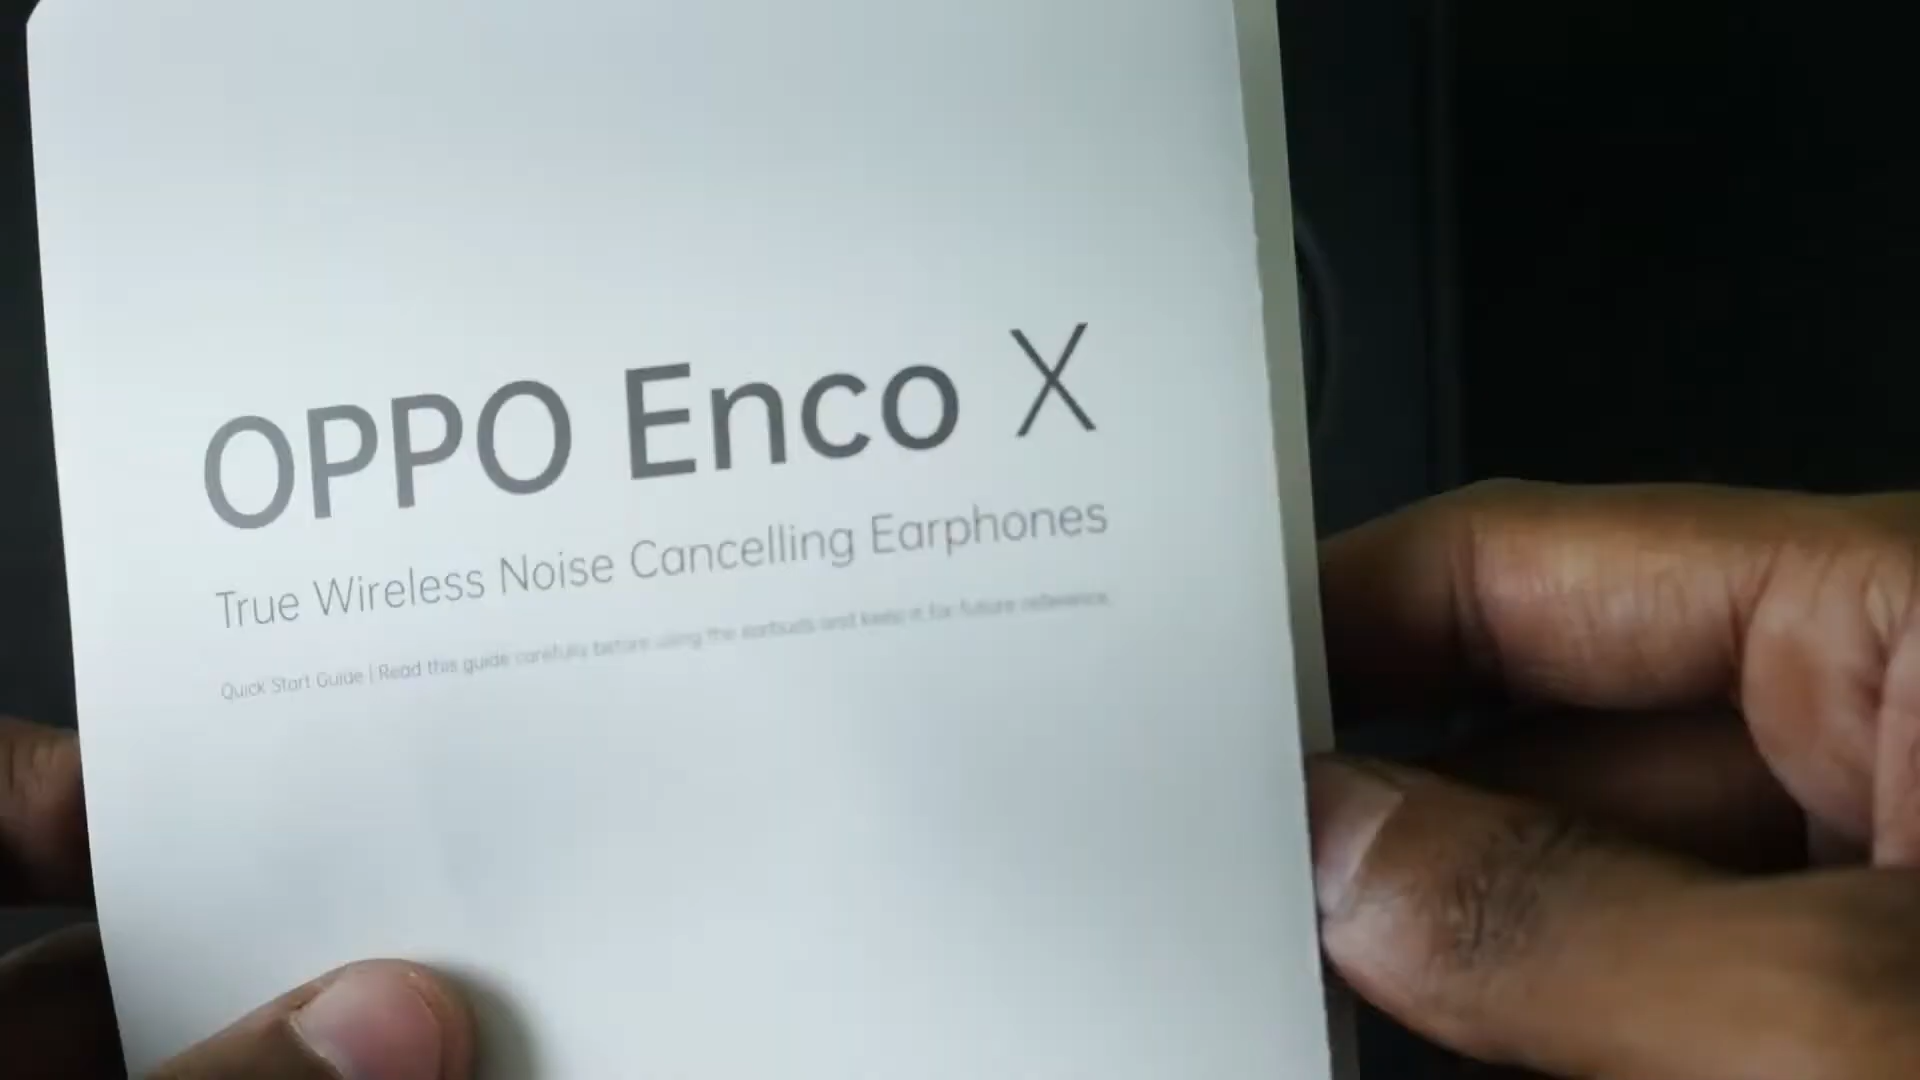 OPPO Enco X
True Wireless Noise Cancelling Earphones
Quick Start Guide | Read this guide carefully before using the earbuds and keep it for future reference.